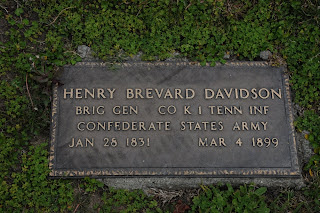 HENRY BREVARD DAVIDSON
BRIG GEN CO K 1 TENN INF
CONFEDERATE STATES ARMY
JAN 28 1831 MAR 4 1899